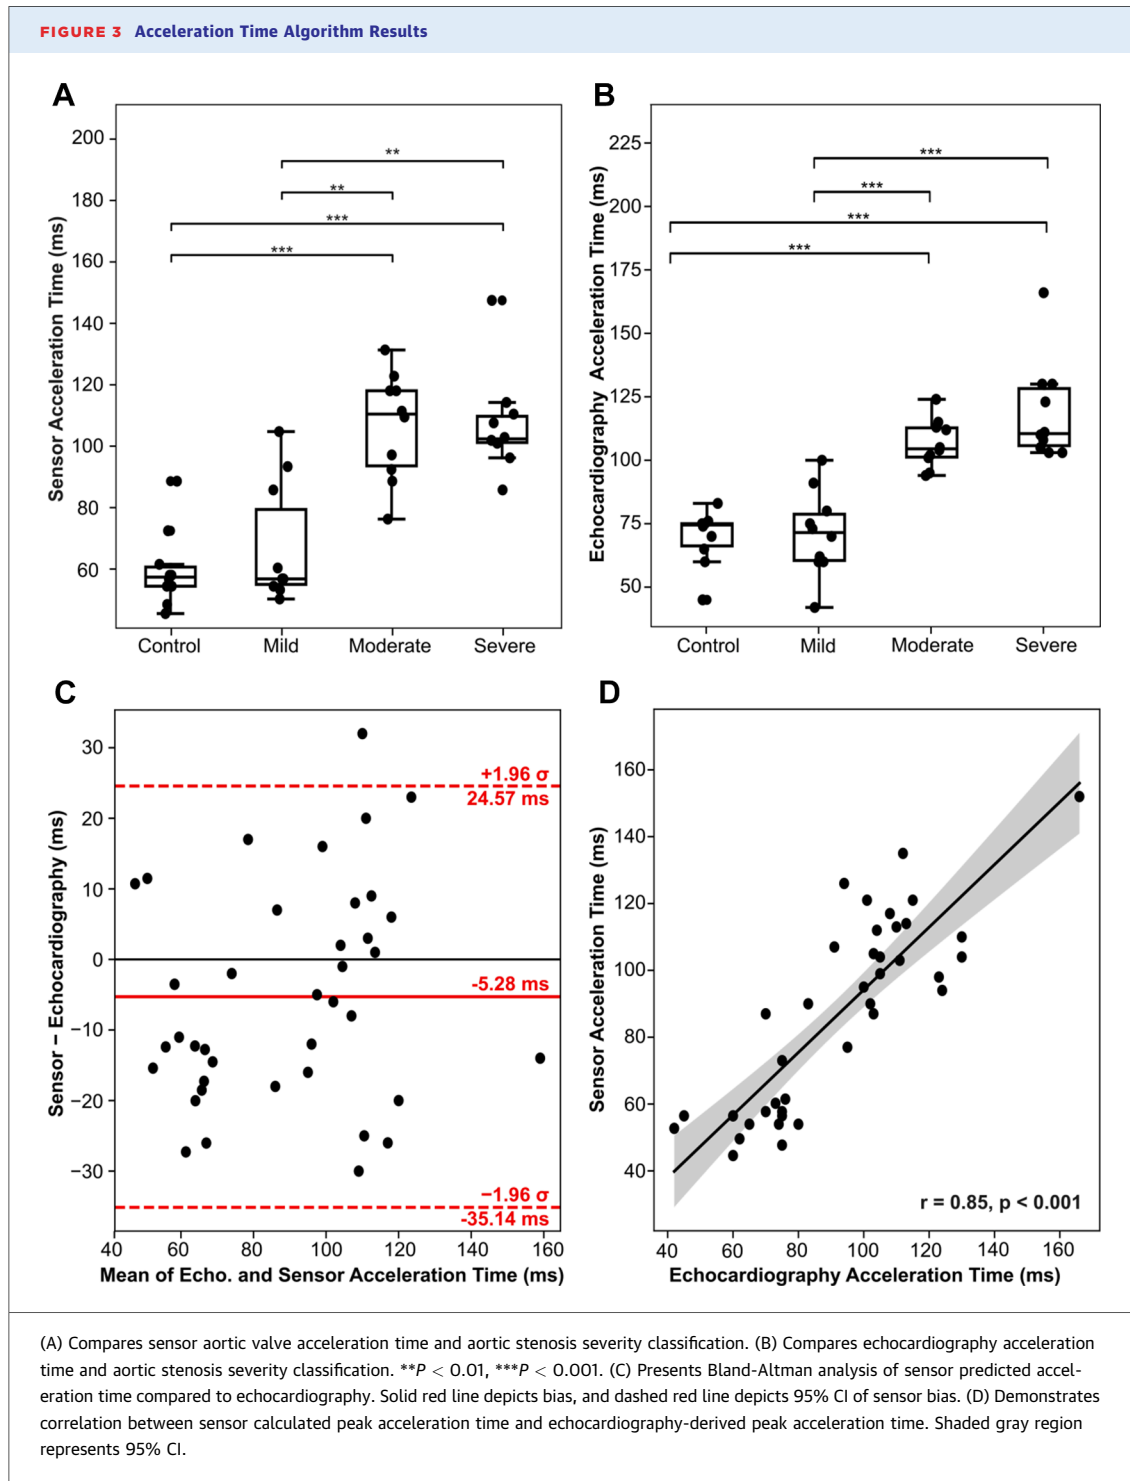 FIGURE 3 Acceleration Time Algorithm Results
A
Sensor Acceleration Time (ms)
200
180
160
140
120
100
80
60
**
**
***
***
Control Mild Moderate Severe
B
Echocardiography Acceleration Time (ms)
225
200
175
150
125
100
75
50
***
***
***
***
Control Mild Moderate Severe
C
Sensor − Echocardiography (ms)
30
20
10
0
−10
−20
−30
+1.96 σ
24.57 ms
-5.28 ms
−1.96 σ
-35.14 ms
40 60 80 100 120 140 160
Mean of Echo. and Sensor Acceleration Time (ms)
D
Sensor Acceleration Time (ms)
160
140
120
100
80
60
40
r = 0.85, p < 0.001
40 60 80 100 120 140 160
Echocardiography Acceleration Time (ms)
(A) Compares sensor aortic valve acceleration time and aortic stenosis severity classification. (B) Compares echocardiography acceleration
time and aortic stenosis severity classification. **P < 0.01, ***P < 0.001. (C) Presents Bland-Altman analysis of sensor predicted accel-
eration time compared to echocardiography. Solid red line depicts bias, and dashed red line depicts 95% CI of sensor bias. (D) Demonstrates
correlation between sensor calculated peak acceleration time and echocardiography-derived peak acceleration time. Shaded gray region
represents 95% CI.